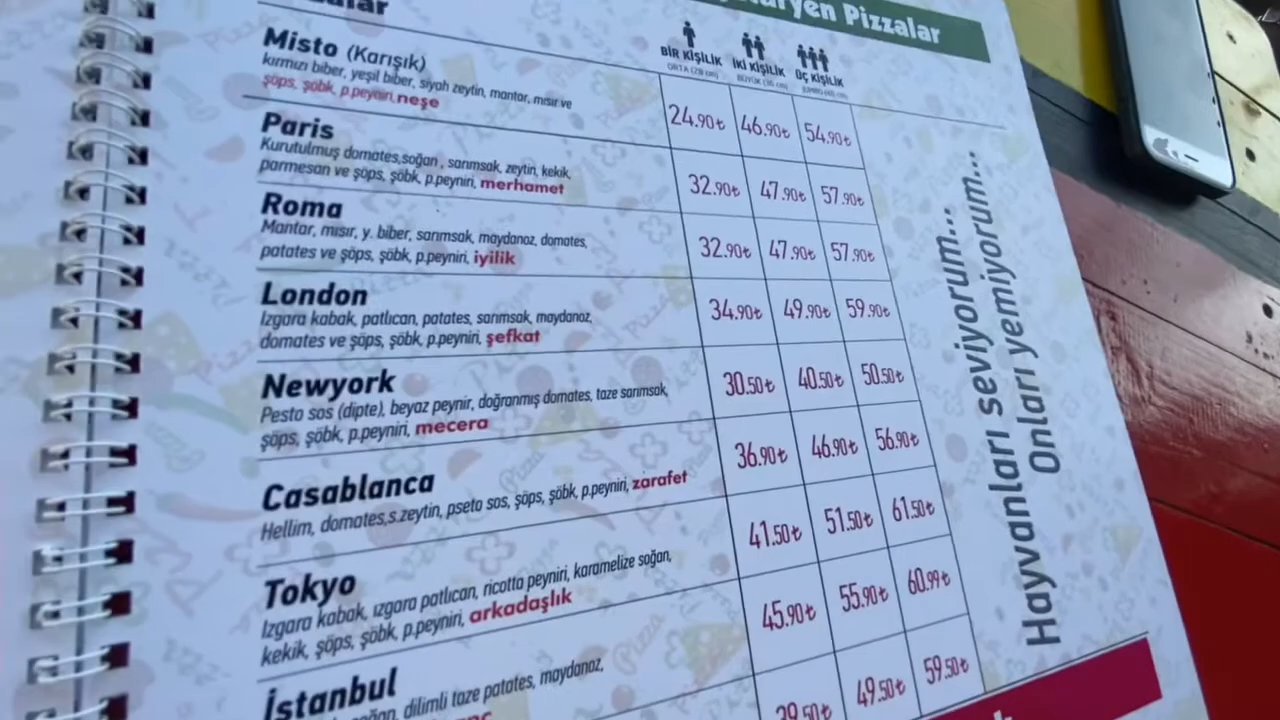 Pizzalar
Misto (Karışık)
kırmızı biber, yeşil biber, siyah zeytin, mantar, mısır ve
şöps, şöbk, p.peyniri, neşe
Paris
Kurutulmuş domates,soğan , sarımsak, zeytin, kekik,
parmesan ve şöps, şöbk, p.peyniri, merhamet
Roma
Mantar, mısır, y. biber, sarımsak, maydanoz, domates,
patates ve şöps, şöbk, p.peyniri, iyilik
London
Izgara kabak, patlıcan, patates, sarımsak, maydanoz,
domates ve şöps, şöbk, p.peyniri, şefkat
Newyork
Pesto sos (dipte), beyaz peynir, doğranmış domates, taze sarımsak,
şöps, şöbk, p.peyniri, mecera
Casablanca
Hellim, domates,s.zeytin, pseto sos, şöps, şöbk, p.peyniri, zarafet
Tokyo
Izgara kabak, ızgara patlıcan, ricotta peyniri, karamelize soğan,
kekik, şöps, şöbk, p.peyniri, arkadaşlık
İstanbul
dilimli taze patates, maydanoz,
Pizzalar
BİR KİŞİLİK İKİ KİŞİLİK ÜÇ KİŞİLİK
24.90₺ 46.90₺ 54.90₺
32.90₺ 47.90₺ 57.90₺
32.90₺ 47.90₺ 57.90₺
34.90₺ 49.90₺ 59.90₺
30.50₺ 40.50₺ 50.50₺
36.90₺ 46.90₺ 56.90₺
41.50₺ 51.50₺ 61.50₺
45.90₺ 55.90₺ 60.99₺
39.50₺ 49.50₺ 59.50₺
Hayvanları seviyorum...
Onları yemiyorum...